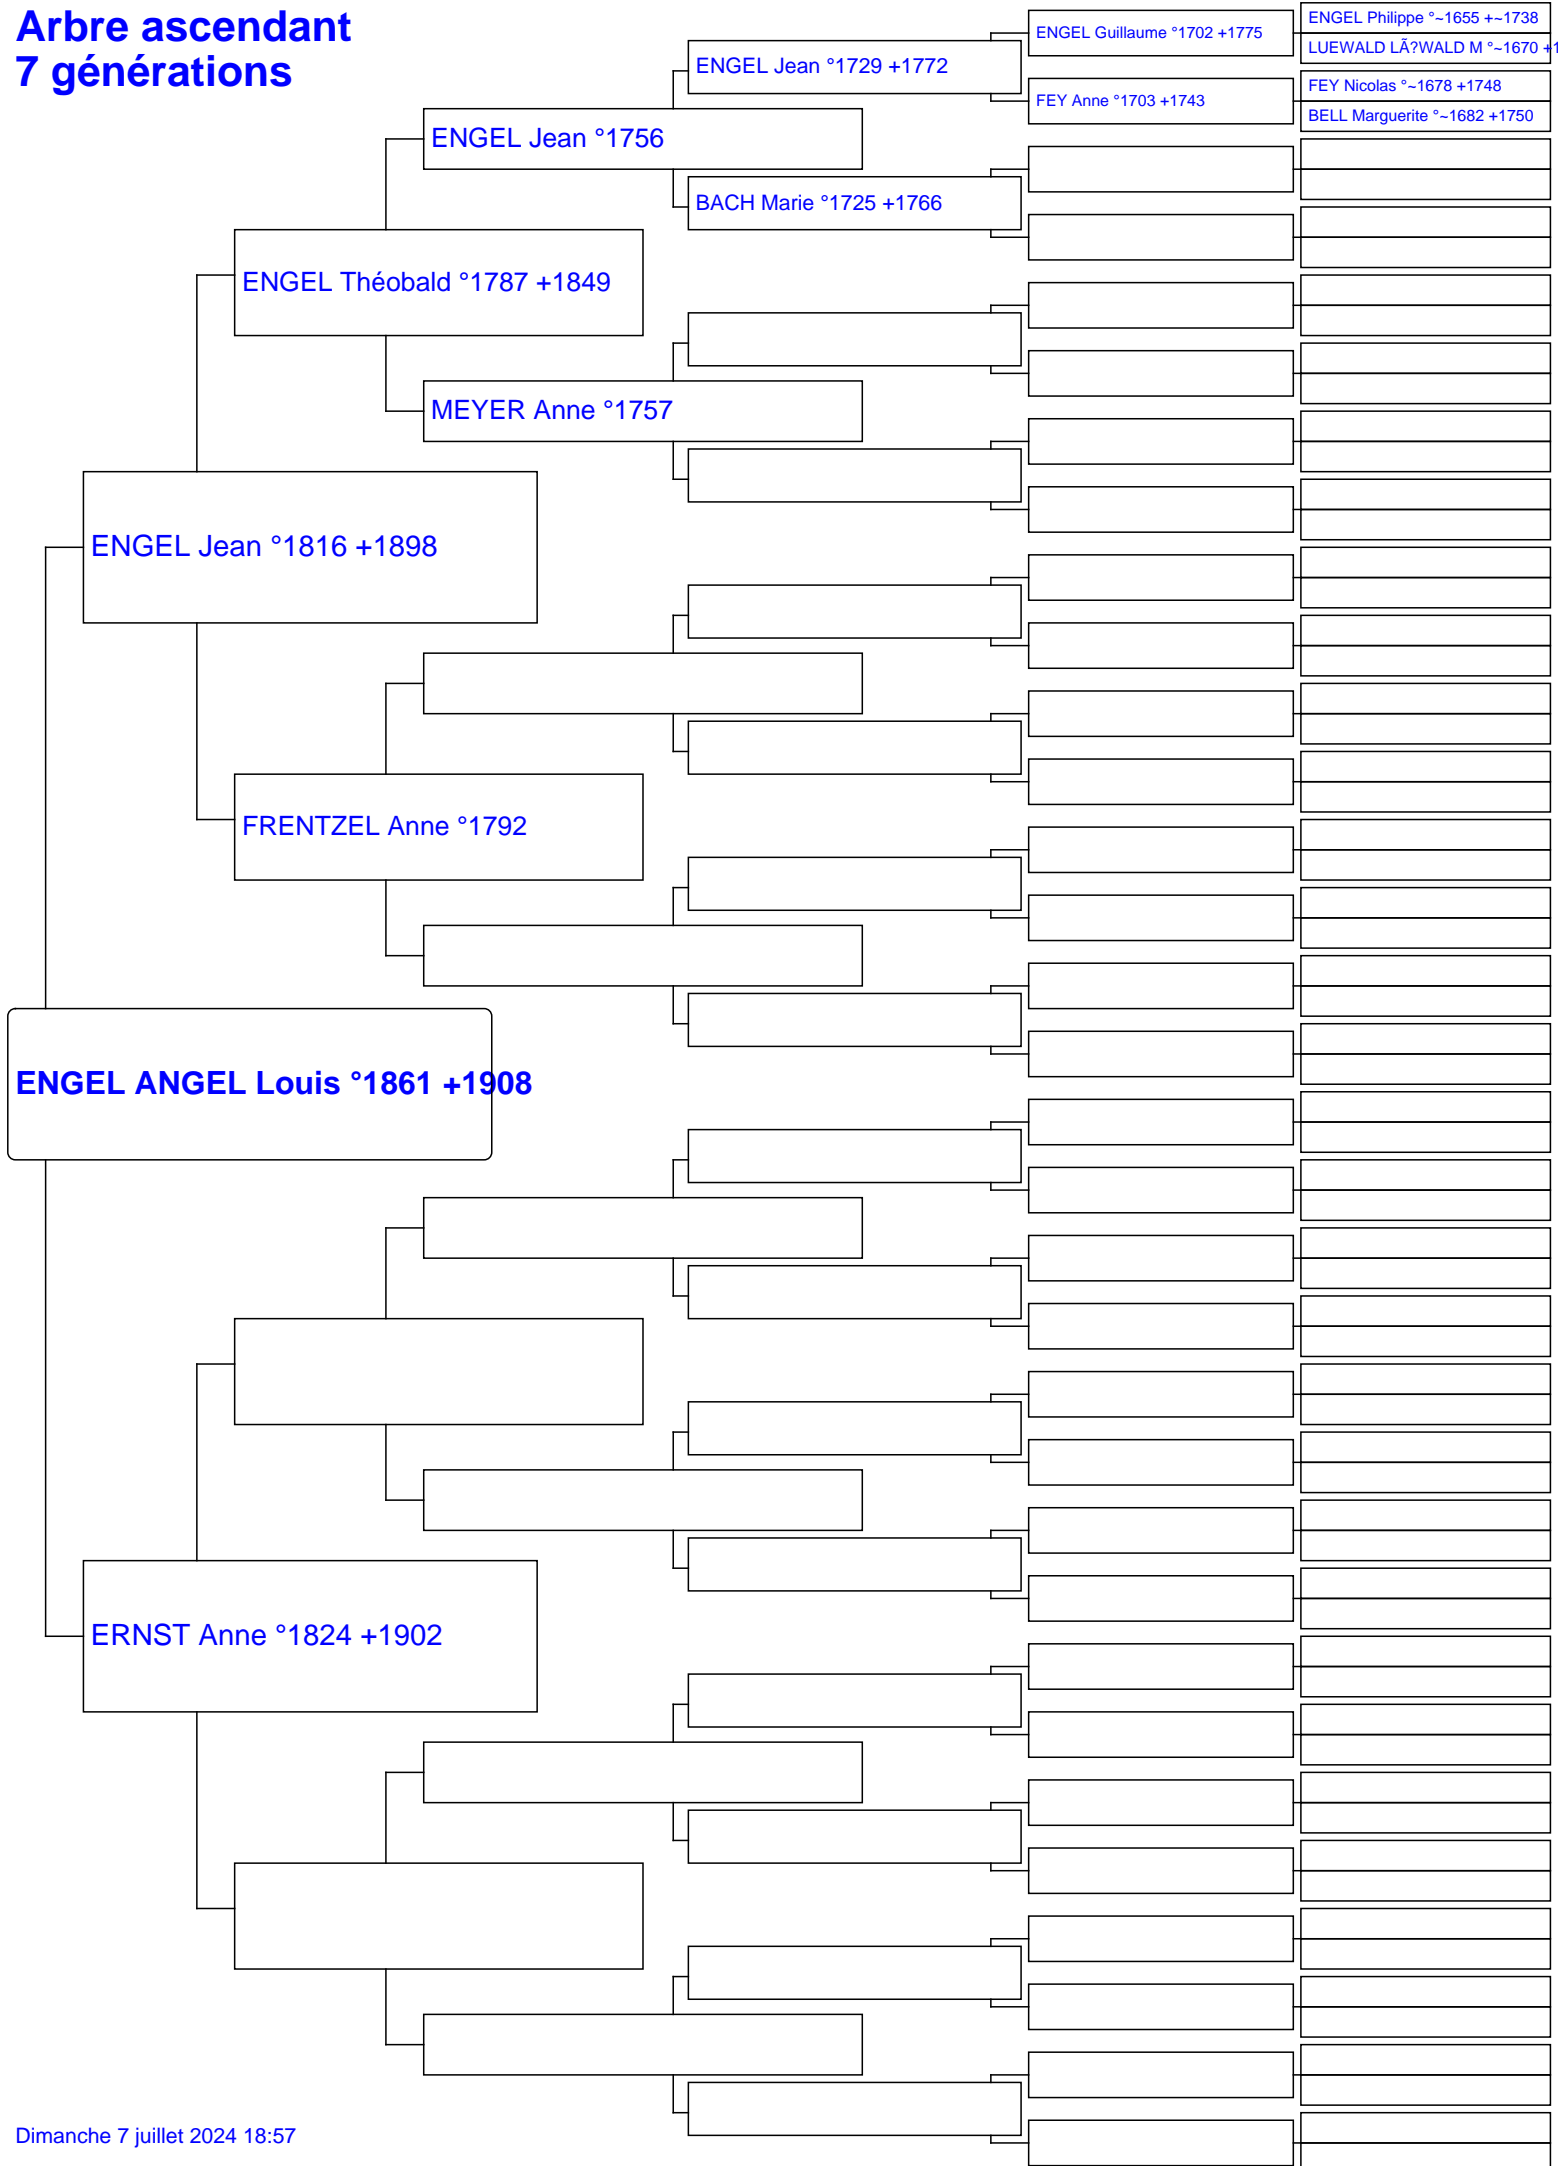 Arbre ascendant
7 générations
ENGEL Philippe °~1655 +~1738
ENGEL Guillaume °1702 +1775
LUEWALD LÃ?WALD M °~1670 +1
ENGEL Jean °1729 +1772
FEY Nicolas °~1678 +1748
FEY Anne °1703 +1743
BELL Marguerite °~1682 +1750
ENGEL Jean °1756
BACH Marie °1725 +1766
ENGEL Théobald °1787 +1849
MEYER Anne °1757
ENGEL Jean °1816 +1898
FRENTZEL Anne °1792
ENGEL ANGEL Louis °1861 +1908
ERNST Anne °1824 +1902
Dimanche 7 juillet 2024 18:57